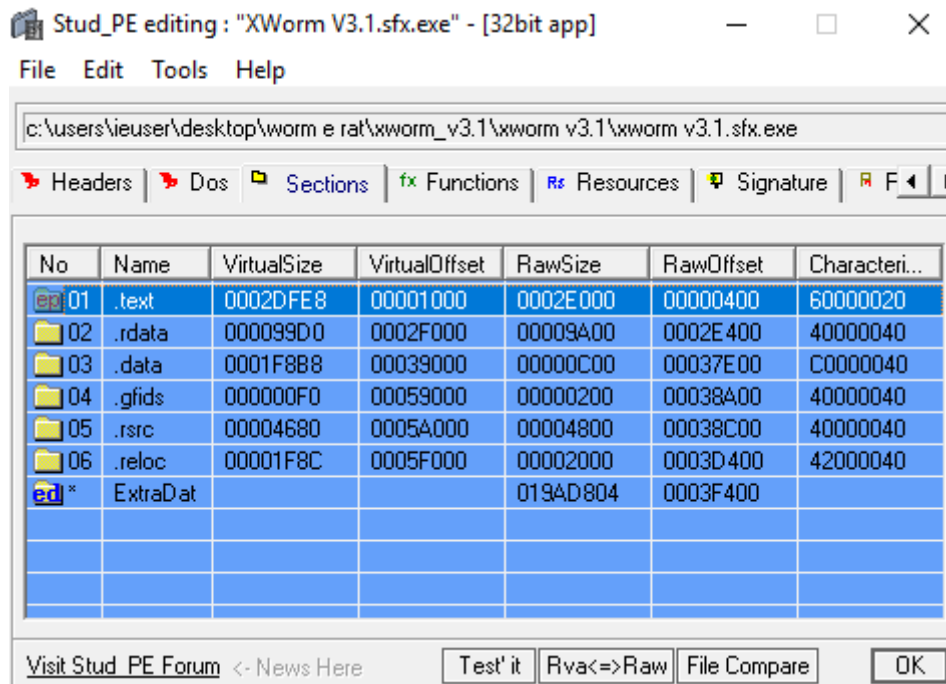 Stud_PE editing : "XWorm V3.1.sfx.exe" - [32bit app]
File Edit Tools Help
c:\users\ieuser\desktop\worm e rat\xworm_v3.1\xworm v3.1\xworm v3.1.sfx.exe
Headers Dos Sections fx Functions Rs Resources Signature F
No Name VirtualSize VirtualOffset RawSize RawOffset Characteri...
ep 01 .text 0002DFE8 00001000 0002E000 00000400 60000020
02 .rdata 000099D0 0002F000 00009A00 0002E400 40000040
03 .data 0001F8B8 00039000 00000C00 00037E00 C0000040
04 .gfids 000000F0 00059000 00000200 00038A00 40000040
05 .rsrc 00004680 0005A000 00004800 00038C00 40000040
06 .reloc 00001F8C 0005F000 00002000 0003D400 42000040
ed * ExtraDat 019AD804 0003F400
Visit Stud_PE Forum <- News Here Test' it Rva<=>Raw File Compare OK